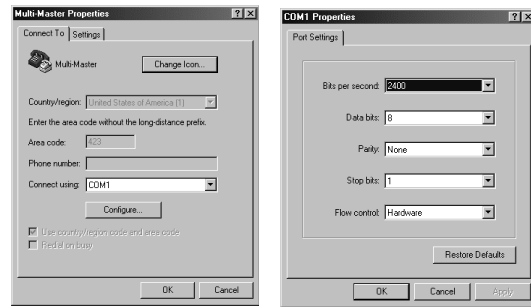 Multi-Master Properties
Connect To
Settings
Multi-Master
Change Icon...
Country/region: United States of America (1)
Enter the area code without the long-distance prefix.
Area code: 423
Phone number:
Connect using: COM1
Configure...
Use country/region code and area code
Redial on busy
OK
Cancel
COM1 Properties
Port Settings
Bits per second: 2400
Data bits: 8
Parity: None
Stop bits: 1
Flow control: Hardware
Restore Defaults
OK
Cancel
Apply